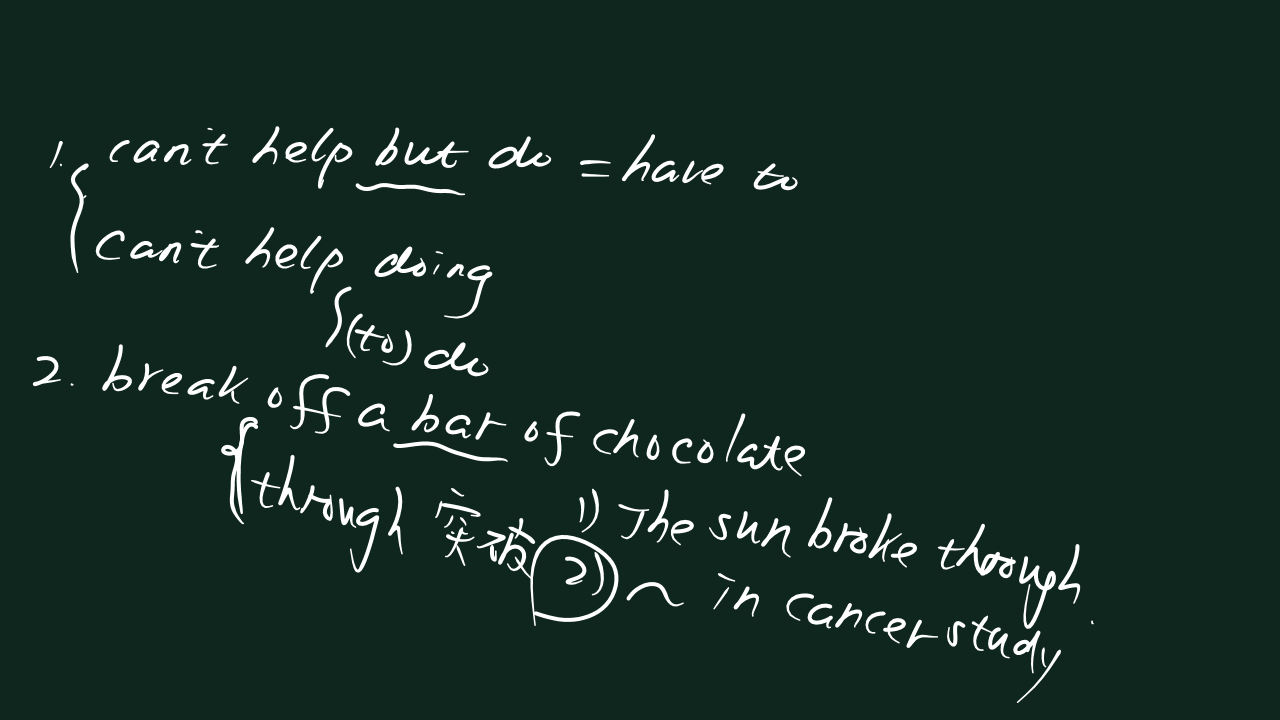 1. can't help but do = have to
can't help doing
(to) do
2. break off a bar of chocolate
through 突破 1) The sun broke through.
2) ~ in cancer study